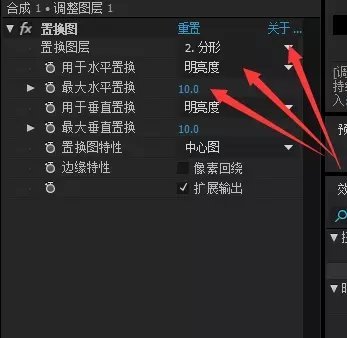 合成 1 • 调整图层 1
fx 置换图 重置 关于...
置换图层 2. 分形
用于水平置换 明亮度
最大水平置换 10.0
用于垂直置换 明亮度
最大垂直置换 10.0
置换图特性 中心图
边缘特性 像素回绕
扩展输出
[调
持续
入点
预
效
扭
时